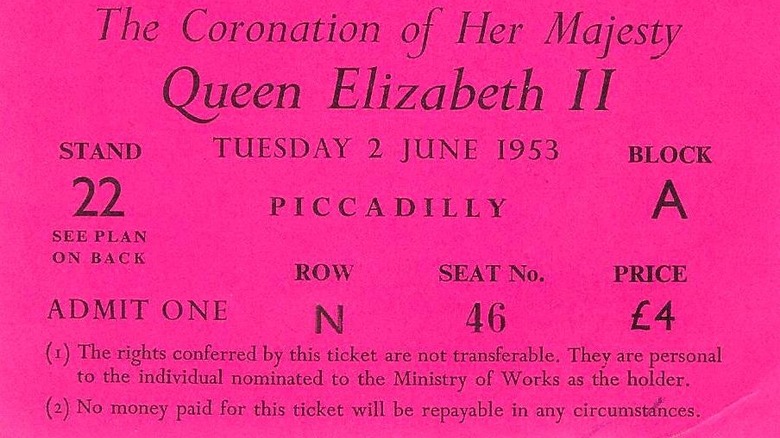 The Coronation of Her Majesty
Queen Elizabeth II
STAND TUESDAY 2 JUNE 1953 BLOCK
22 PICCADILLY A
SEE PLAN
ON BACK
ROW SEAT No. PRICE
ADMIT ONE N 46 £4
(1) The rights conferred by this ticket are not transferable. They are personal
to the individual nominated to the Ministry of Works as the holder.
(2) No money paid for this ticket will be repayable in any circumstances.